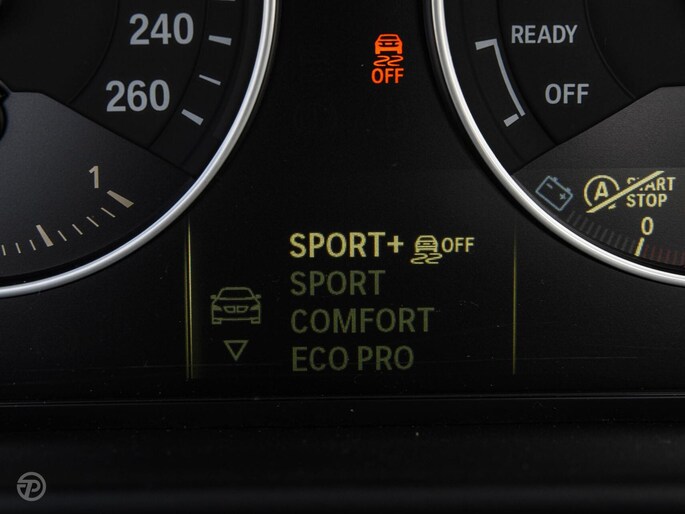 240
260
1
OFF
READY
OFF
A START
STOP
0
SPORT+ OFF
SPORT
COMFORT
ECO PRO